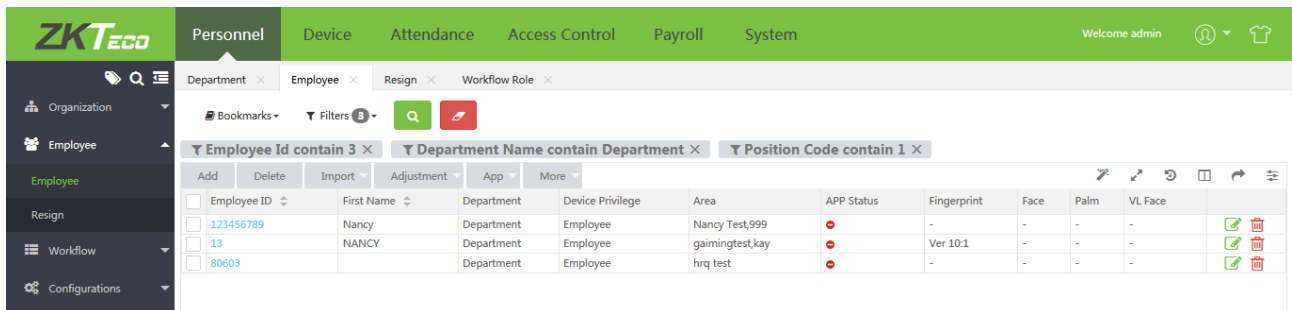 ZKTECO Personnel Device Attendance Access Control Payroll System Welcome admin
Department × Employee × Resign × Workflow Role ×
Organization
Bookmarks Filters 3
Employee
Employee Id contain 3 × Department Name contain Department × Position Code contain 1 ×
Add Delete Import Adjustment App More
Employee
Employee ID First Name Department Device Privilege Area APP Status Fingerprint Face Palm VL Face
Resign
123456789 Nancy Department Employee Nancy Test,999 - - - -
13 NANCY Department Employee gaimingtest,kay Ver 10:1 - - -
Workflow
80603 Department Employee hrq test - - - -
Configurations